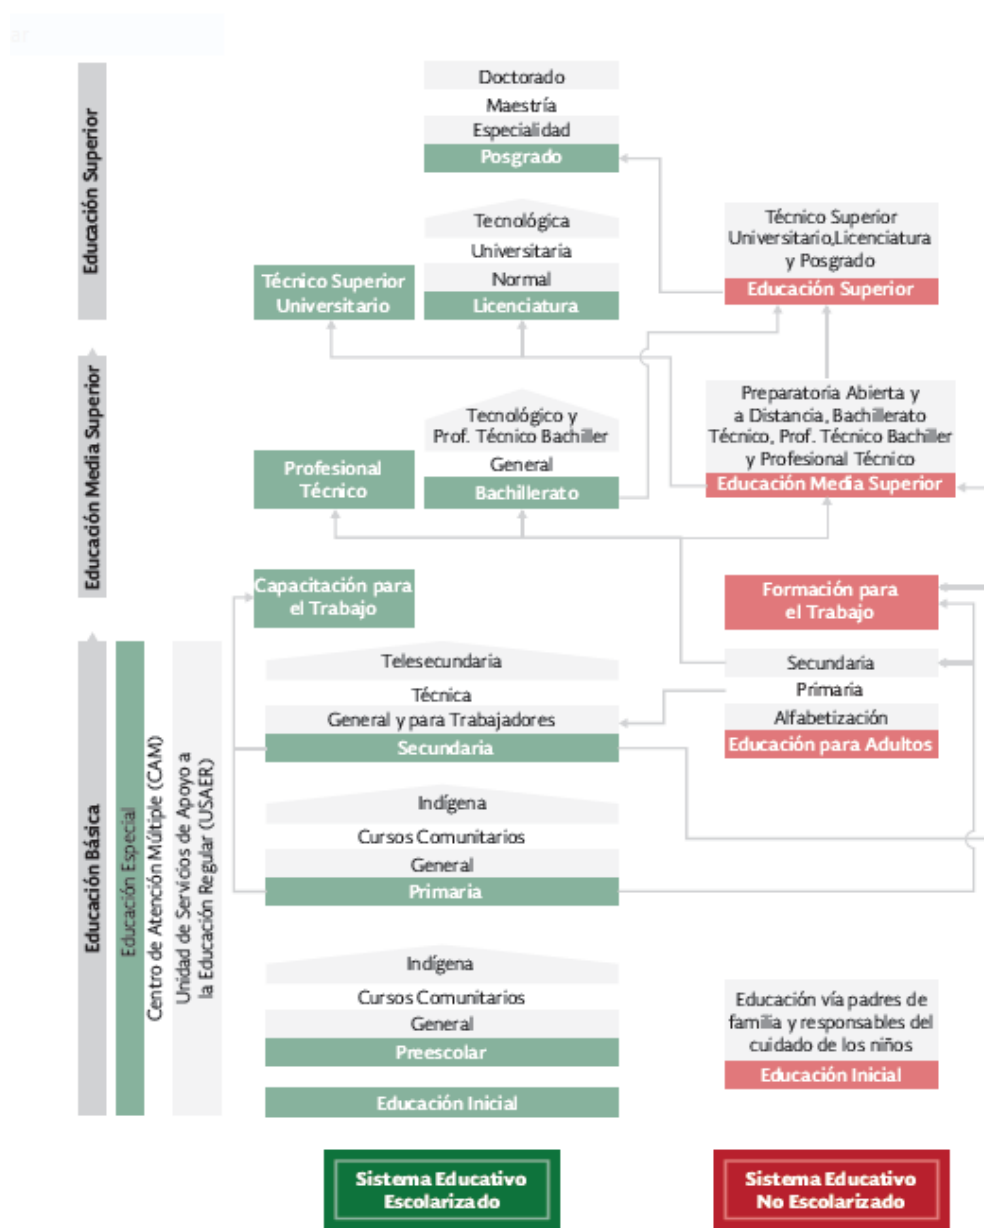 Educación Superior
Educación Media Superior
Educación Básica
Educación Especial
Centro de Atención Múltiple (CAM)
Unidad de Servicios de Apoyo a
la Educación Regular (USAER)
Doctorado
Maestría
Especialidad
Posgrado
Tecnológica
Universitaria
Normal
Licenciatura
Técnico Superior
Universitario
Técnico Superior
Universitario,Licenciatura
y Posgrado
Educación Superior
Tecnológico y
Prof. Técnico Bachiller
General
Bachillerato
Profesional
Técnico
Preparatoria Abierta y
a Distancia, Bachillerato
Técnico, Prof. Técnico Bachiller
y Profesional Técnico
Educación Media Superior
Capacitación para
el Trabajo
Formación para
el Trabajo
Telesecundaria
Técnica
General y para Trabajadores
Secundaria
Secundaria
Primaria
Alfabetización
Educación para Adultos
Indígena
Cursos Comunitarios
General
Primaria
Indígena
Cursos Comunitarios
General
Preescolar
Educación Inicial
Educación vía padres de
familia y responsables del
cuidado de los niños
Educación Inicial
Sistema Educativo
Escolarizado
Sistema Educativo
No Escolarizado